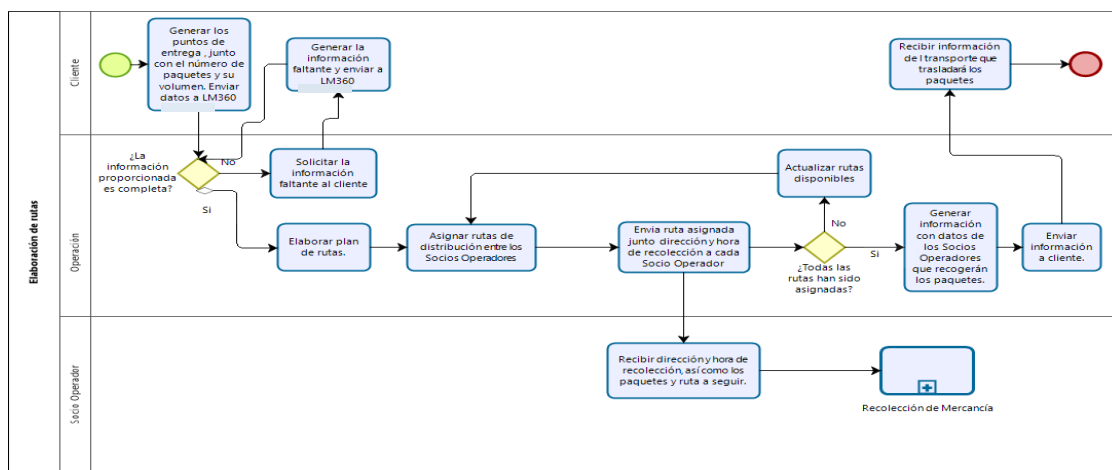 Elaboración de rutas
Cliente
Generar los
puntos de
entrega , junto
con el número de
paquetes y su
volumen. Enviar
datos a LM360
Generar la
información
faltante y enviar a
LM360
Recibir información
de l transporte que
trasladará los
paquetes
Operación
¿La
información
proporcionada
es completa?
No
Si
Solicitar la
información
faltante al cliente
Elaborar plan
de rutas.
Asignar rutas de
distribución entre los
Socios Operadores
Envia ruta asignada
junto dirección y hora
de recolección a cada
Socio Operador
Actualizar rutas
disponibles
No
Si
¿Todas las
rutas han sido
asignadas?
Generar
información
con datos de
los Socios
Operadores
que recogerán
los paquetes.
Enviar
información
a cliente.
Socio Operador
Recibir dirección y hora de
recolección, así como los
paquetes y ruta a seguir.
Recolección de Mercancía